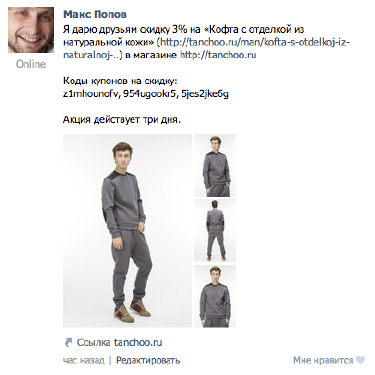 Макс Попов
Я дарю друзьям скидку 3% на «Кофта с отделкой из
натуральной кожи» (http://tanchoo.ru/man/kofta-s-otdelkoj-iz-
naturalnoj-..) в магазине http://tanchoo.ru
Online
Коды купонов на скидку:
z1mhounofv, 954ugookr5, 5jes2jke6g
Акция действует три дня.
Ссылка tanchoo.ru
час назад | Редактировать
Мне нравится